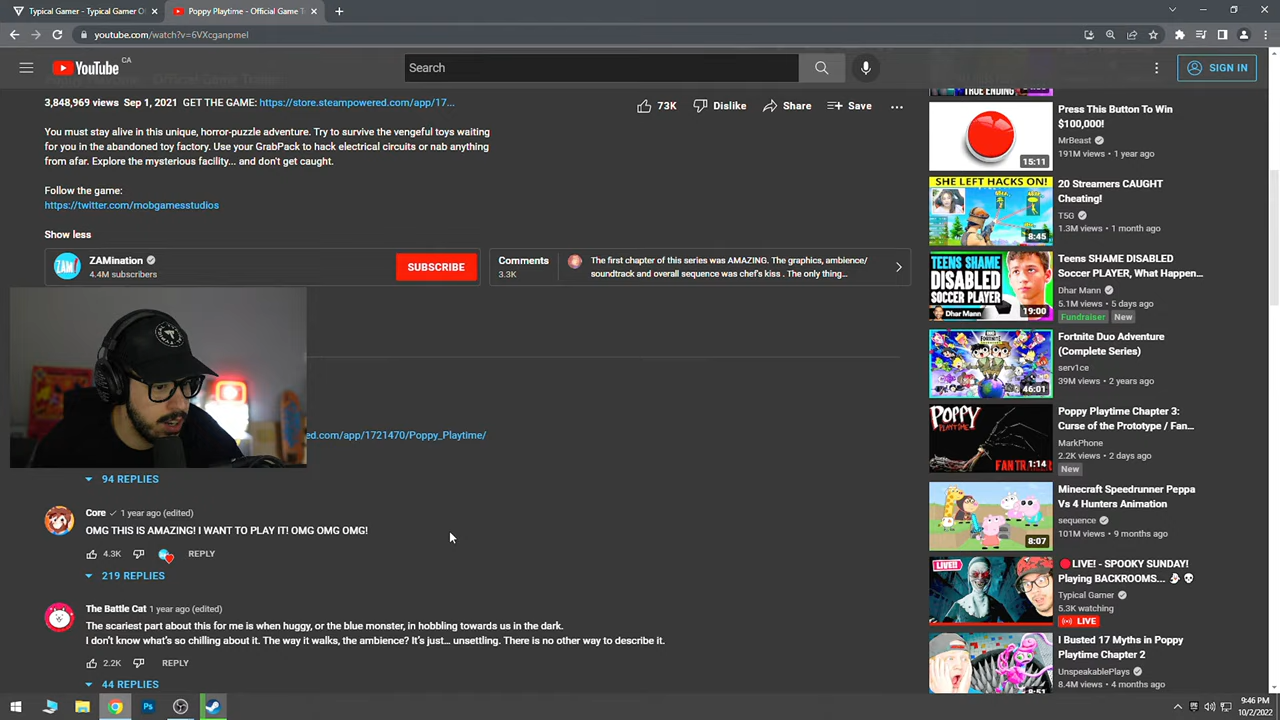 Typical Gamer - Typical Gamer O
Poppy Playtime - Official Game T
youtube.com/watch?v=6VXcganpmeI
YouTube CA
Search
SIGN IN
3,848,969 views Sep 1, 2021 GET THE GAME: https://store.steampowered.com/app/17...
73K
Dislike
Share
Save
You must stay alive in this unique, horror-puzzle adventure. Try to survive the vengeful toys waiting
for you in the abandoned toy factory. Use your GrabPack to hack electrical circuits or nab anything
from afar. Explore the mysterious facility... and don't get caught.
Follow the game:
https://twitter.com/mobgamesstudios
Show less
ZAM
ZAMination
4.4M subscribers
SUBSCRIBE
Comments
3.3K
The first chapter of this series was AMAZING. The graphics, ambience/
soundtrack and overall sequence was chef's kiss . The only thing...
ed.com/app/1721470/Poppy_Playtime/
94 REPLIES
Core 1 year ago (edited)
OMG THIS IS AMAZING! I WANT TO PLAY IT! OMG OMG OMG!
4.3K
REPLY
219 REPLIES
The Battle Cat 1 year ago (edited)
The scariest part about this for me is when huggy, or the blue monster, in hobbling towards us in the dark.
I don't know what's so chilling about it. The way it walks, the ambience? It's just... unsettling. There is no other way to describe it.
2.2K
REPLY
44 REPLIES
TRUE ENDING
15:11
Press This Button To Win
$100,000!
MrBeast
191M views • 1 year ago
SHE LEFT HACKS ON!
8:45
20 Streamers CAUGHT
Cheating!
T5G
1.3M views • 1 month ago
TEENS SHAME
DISABLED
SOCCER PLAYER
Dhar Mann
19:00
Teens SHAME DISABLED
Soccer PLAYER, What Happen...
Dhar Mann
5.1M views • 5 days ago
Fundraiser
New
46:01
Fortnite Duo Adventure
(Complete Series)
serv1ce
39M views • 2 years ago
POPPY
PLAYTIME
FAN TR
1:14
Poppy Playtime Chapter 3:
Curse of the Prototype / Fan...
MarkPhone
2.2K views • 2 days ago
New
8:07
Minecraft Speedrunner Peppa
Vs 4 Hunters Animation
sequence
101M views • 9 months ago
LIVE!
LIVE! - SPOOKY SUNDAY!
Playing BACKROOMS...
Typical Gamer
5.3K watching
LIVE
8:51
I Busted 17 Myths in Poppy
Playtime Chapter 2
UnspeakablePlays
8.4M views • 4 months ago
9:46 PM
10/2/2022